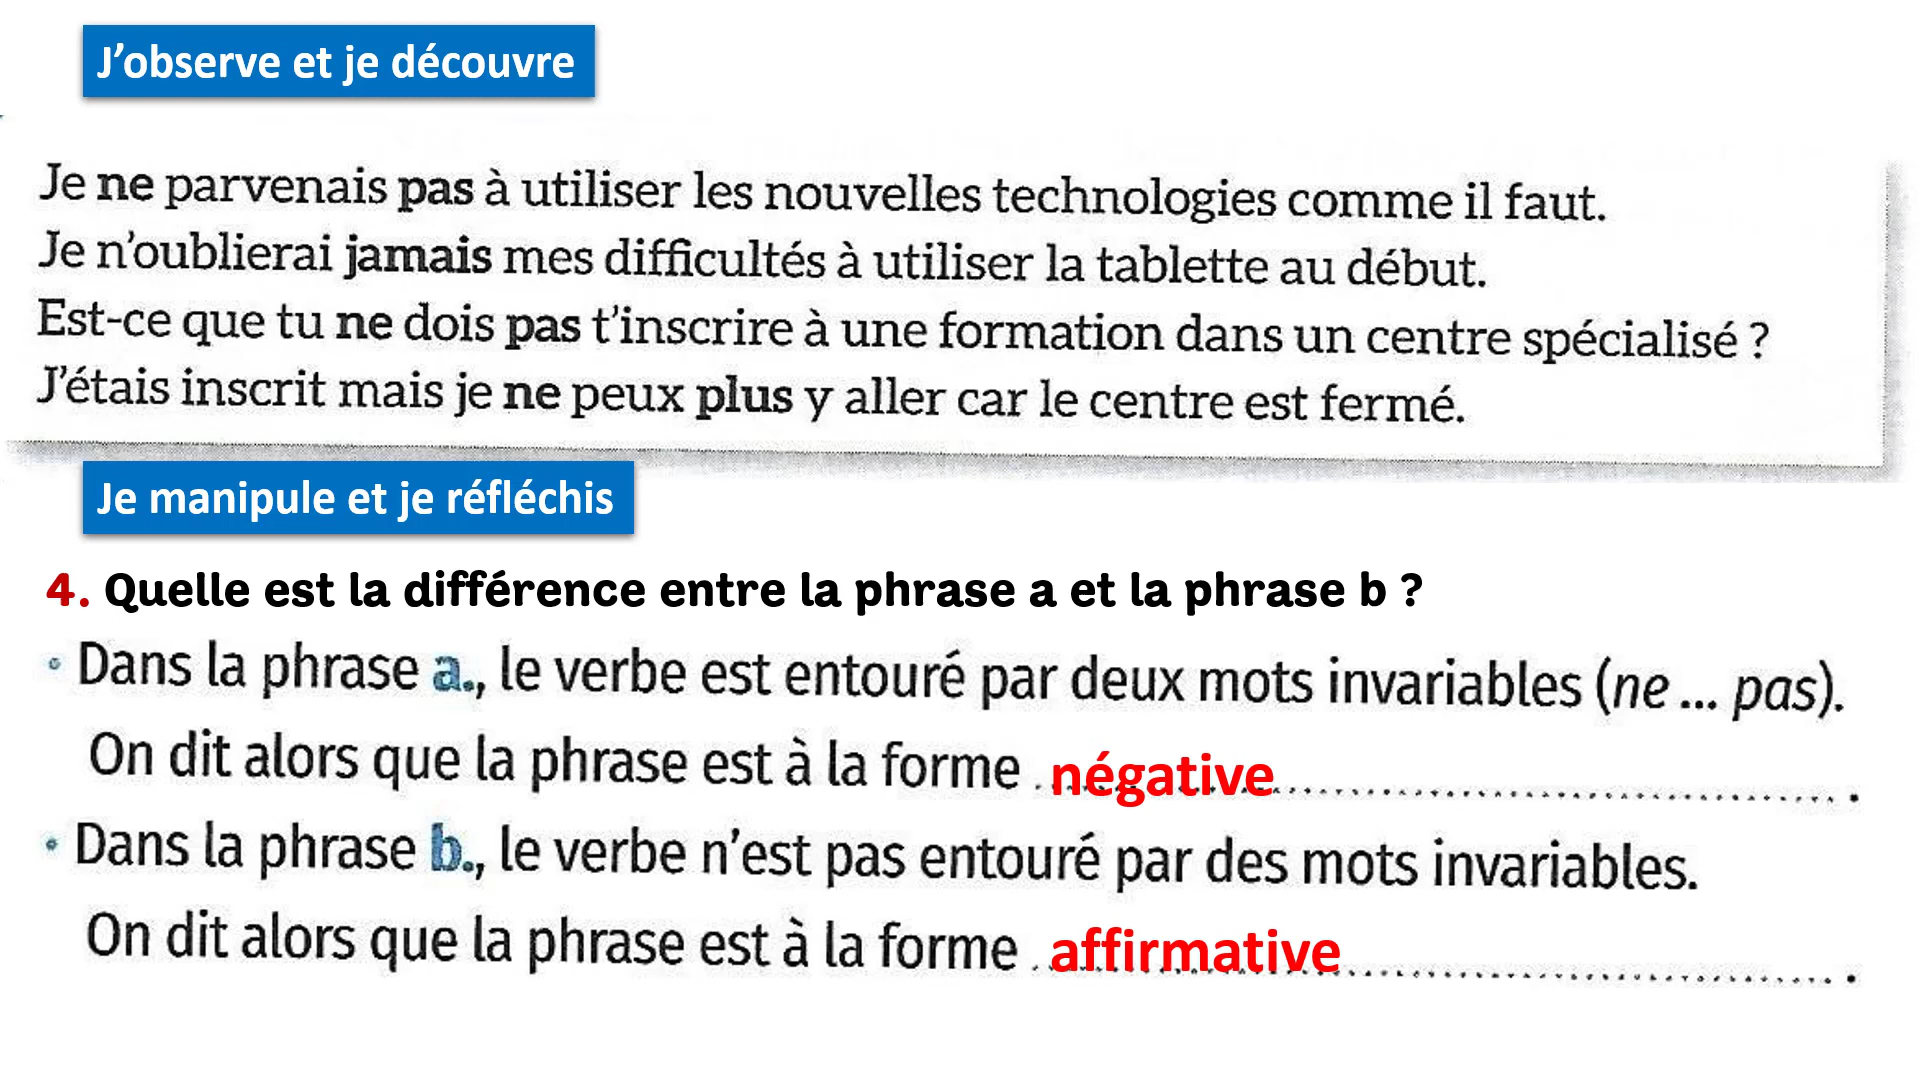 J’observe et je découvre
Je ne parvenais pas à utiliser les nouvelles technologies comme il faut.
Je n’oublierai jamais mes difficultés à utiliser la tablette au début.
Est-ce que tu ne dois pas t’inscrire à une formation dans un centre spécialisé ?
J’étais inscrit mais je ne peux plus y aller car le centre est fermé.
Je manipule et je réfléchis
4. Quelle est la différence entre la phrase a et la phrase b ?
• Dans la phrase a., le verbe est entouré par deux mots invariables (ne ... pas).
On dit alors que la phrase est à la forme négative .
• Dans la phrase b., le verbe n’est pas entouré par des mots invariables.
On dit alors que la phrase est à la forme affirmative .